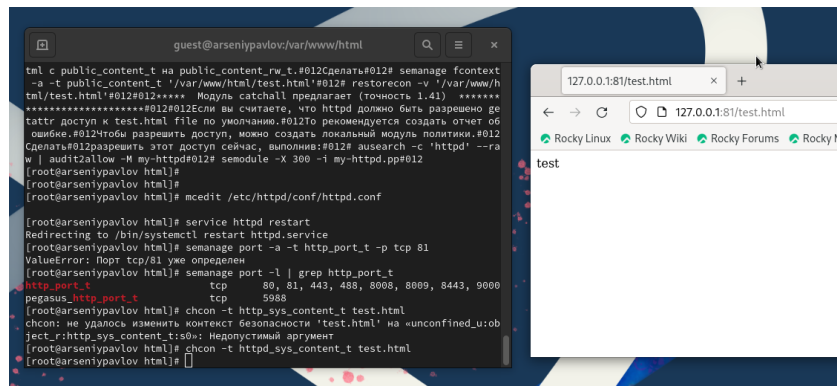 guest@arseniypavlov:/var/www/html
tml с public_content_t на public_content_rw_t.#012Сделать#012# semanage fcontext
-a -t public_content_t '/var/www/html/test.html'#012# restorecon -v '/var/www/h
tml/test.html'#012#012***** Модуль catchall предлагает (точность 1.41) *******
*******************#012#012Если вы считаете, что httpd должно быть разрешено ge
tattr доступ к test.html file по умолчанию.#012То рекомендуется создать отчет об
ошибке.#012Чтобы разрешить доступ, можно создать локальный модуль политики.#012
Сделать#012разрешить этот доступ сейчас, выполнив:#012# ausearch -c 'httpd' --ra
w | audit2allow -M my-httpd#012# semodule -X 300 -i my-httpd.pp#012
[root@arseniypavlov html]#
[root@arseniypavlov html]#
[root@arseniypavlov html]# mcedit /etc/httpd/conf/httpd.conf
[root@arseniypavlov html]# service httpd restart
Redirecting to /bin/systemctl restart httpd.service
[root@arseniypavlov html]# semanage port -a -t http_port_t -p tcp 81
ValueError: Порт tcp/81 уже определен
[root@arseniypavlov html]# semanage port -l | grep http_port_t
http_port_t tcp 80, 81, 443, 488, 8008, 8009, 8443, 9000
pegasus_http_port_t tcp 5988
[root@arseniypavlov html]# chcon -t http_sys_content_t test.html
chcon: не удалось изменить контекст безопасности 'test.html' на «unconfined_u:ob
ject_r:http_sys_content_t:s0»: Недопустимый аргумент
[root@arseniypavlov html]# chcon -t httpd_sys_content_t test.html
[root@arseniypavlov html]#
127.0.0.1:81/test.html
127.0.0.1:81/test.html
Rocky Linux Rocky Wiki Rocky Forums Rocky
test